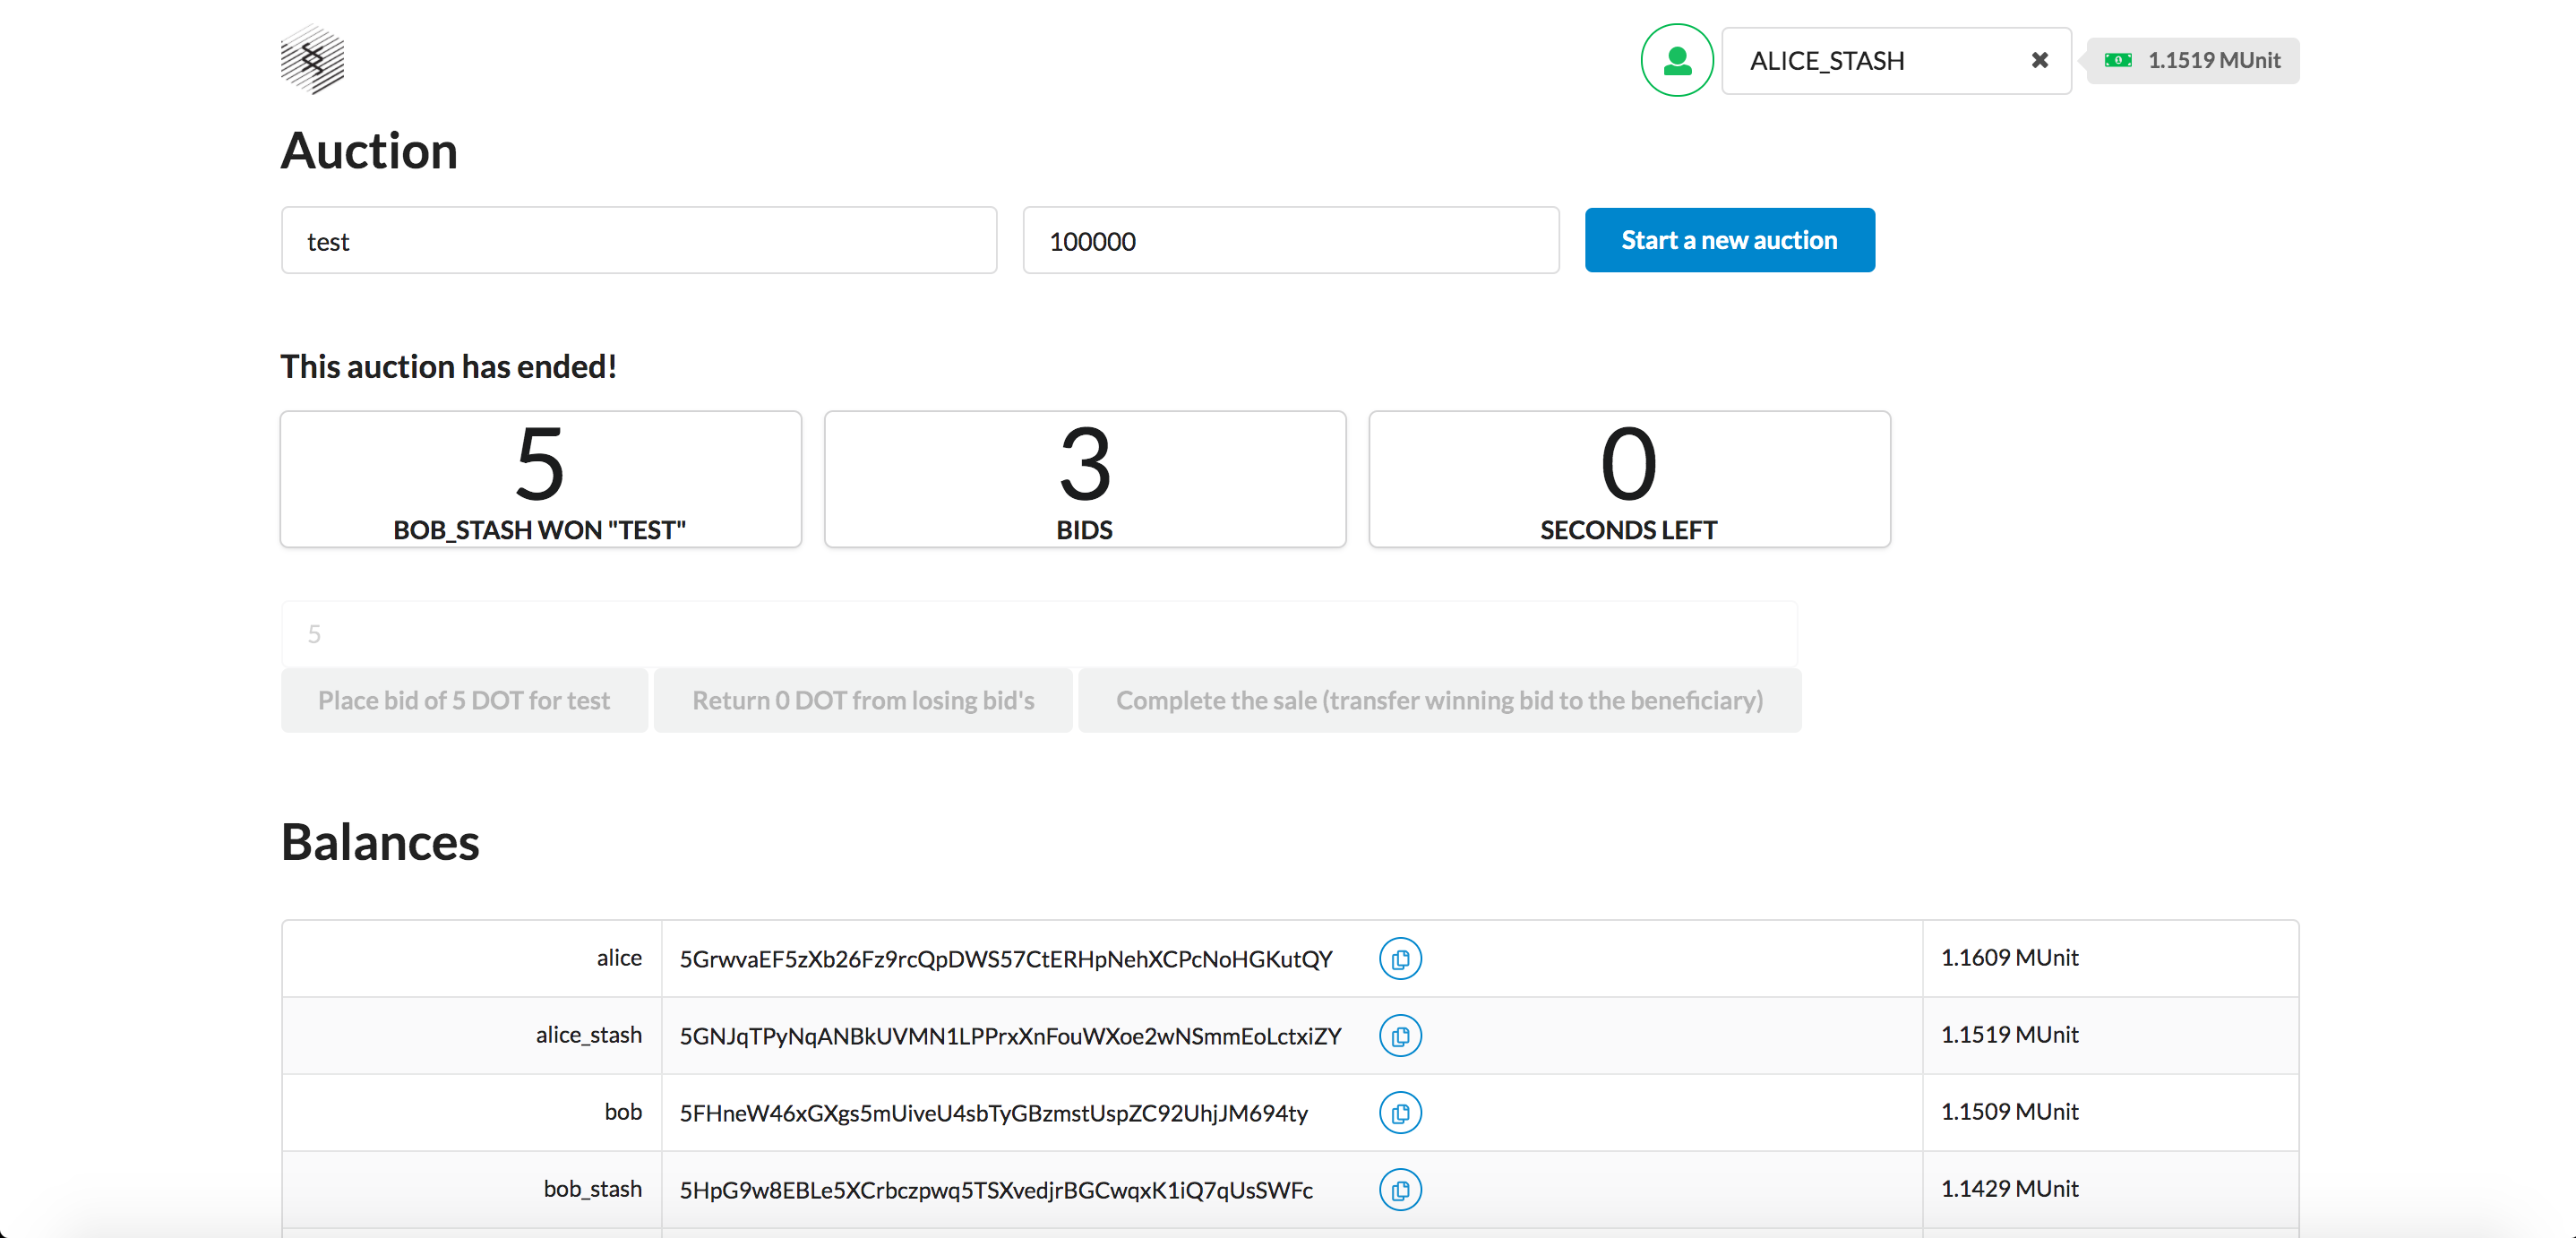 ALICE_STASH
1.1519 MUnit
Auction
test
100000
Start a new auction
This auction has ended!
5
BOB_STASH WON "TEST"
3
BIDS
0
SECONDS LEFT
5
Place bid of 5 DOT for test
Return 0 DOT from losing bid's
Complete the sale (transfer winning bid to the beneficiary)
Balances
alice 5GrwvaEF5zXb26Fz9rcQpDWS57CtERHpNehXCPcNoHGKutQY 1.1609 MUnit
alice_stash 5GNJqTPyNqANBkUVMN1LPPrxXnFouWXoe2wNSmmEoLctxiZY 1.1519 MUnit
bob 5FHneW46xGXgs5mUiveU4sbTyGBzmstUspZC92UhjJM694ty 1.1509 MUnit
bob_stash 5HpG9w8EBLe5XCrbczpwq5TSXvedjrBGCwqxK1iQ7qUsSWFc 1.1429 MUnit